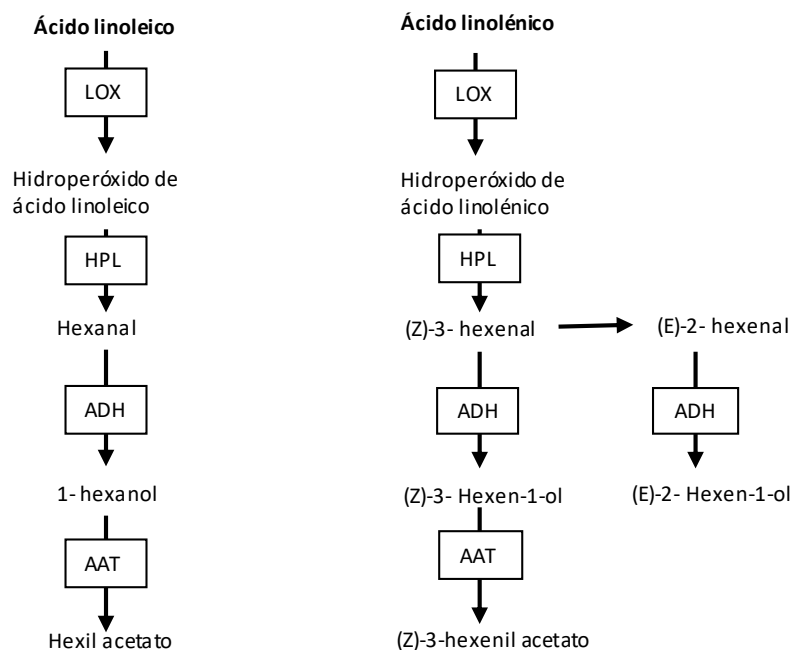 Ácido linoleico
Ácido linolénico
LOX
LOX
Hidroperóxido de
ácido linoleico
Hidroperóxido de
ácido linolénico
HPL
HPL
Hexanal
(Z)-3- hexenal
(E)-2- hexenal
ADH
ADH
ADH
1- hexanol
(Z)-3- Hexen-1-ol
(E)-2- Hexen-1-ol
AAT
AAT
Hexil acetato
(Z)-3-hexenil acetato